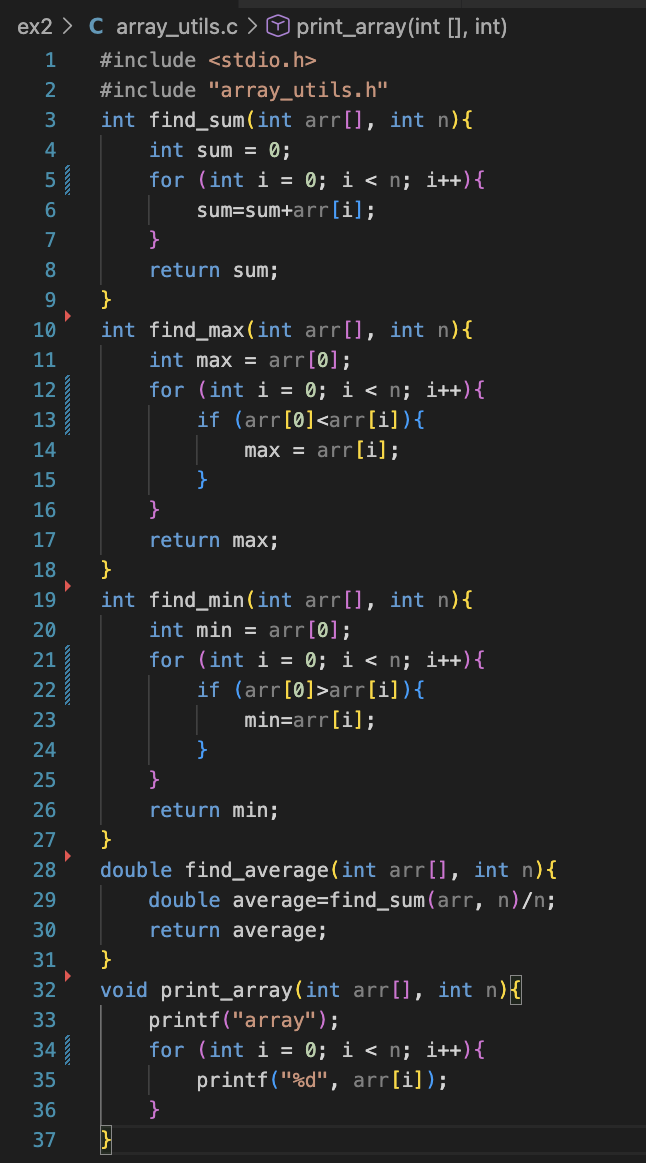 ex2 > C array_utils.c > print_array(int [], int)
1 #include <stdio.h>
2 #include "array_utils.h"
3 int find_sum(int arr[], int n){
4     int sum = 0;
5     for (int i = 0; i < n; i++){
6         sum=sum+arr[i];
7     }
8     return sum;
9 }
10 int find_max(int arr[], int n){
11     int max = arr[0];
12     for (int i = 0; i < n; i++){
13         if (arr[0]<arr[i]){
14             max = arr[i];
15         }
16     }
17     return max;
18 }
19 int find_min(int arr[], int n){
20     int min = arr[0];
21     for (int i = 0; i < n; i++){
22         if (arr[0]>arr[i]){
23             min=arr[i];
24         }
25     }
26     return min;
27 }
28 double find_average(int arr[], int n){
29     double average=find_sum(arr, n)/n;
30     return average;
31 }
32 void print_array(int arr[], int n){
33     printf("array");
34     for (int i = 0; i < n; i++){
35         printf("%d", arr[i]);
36     }
37 }